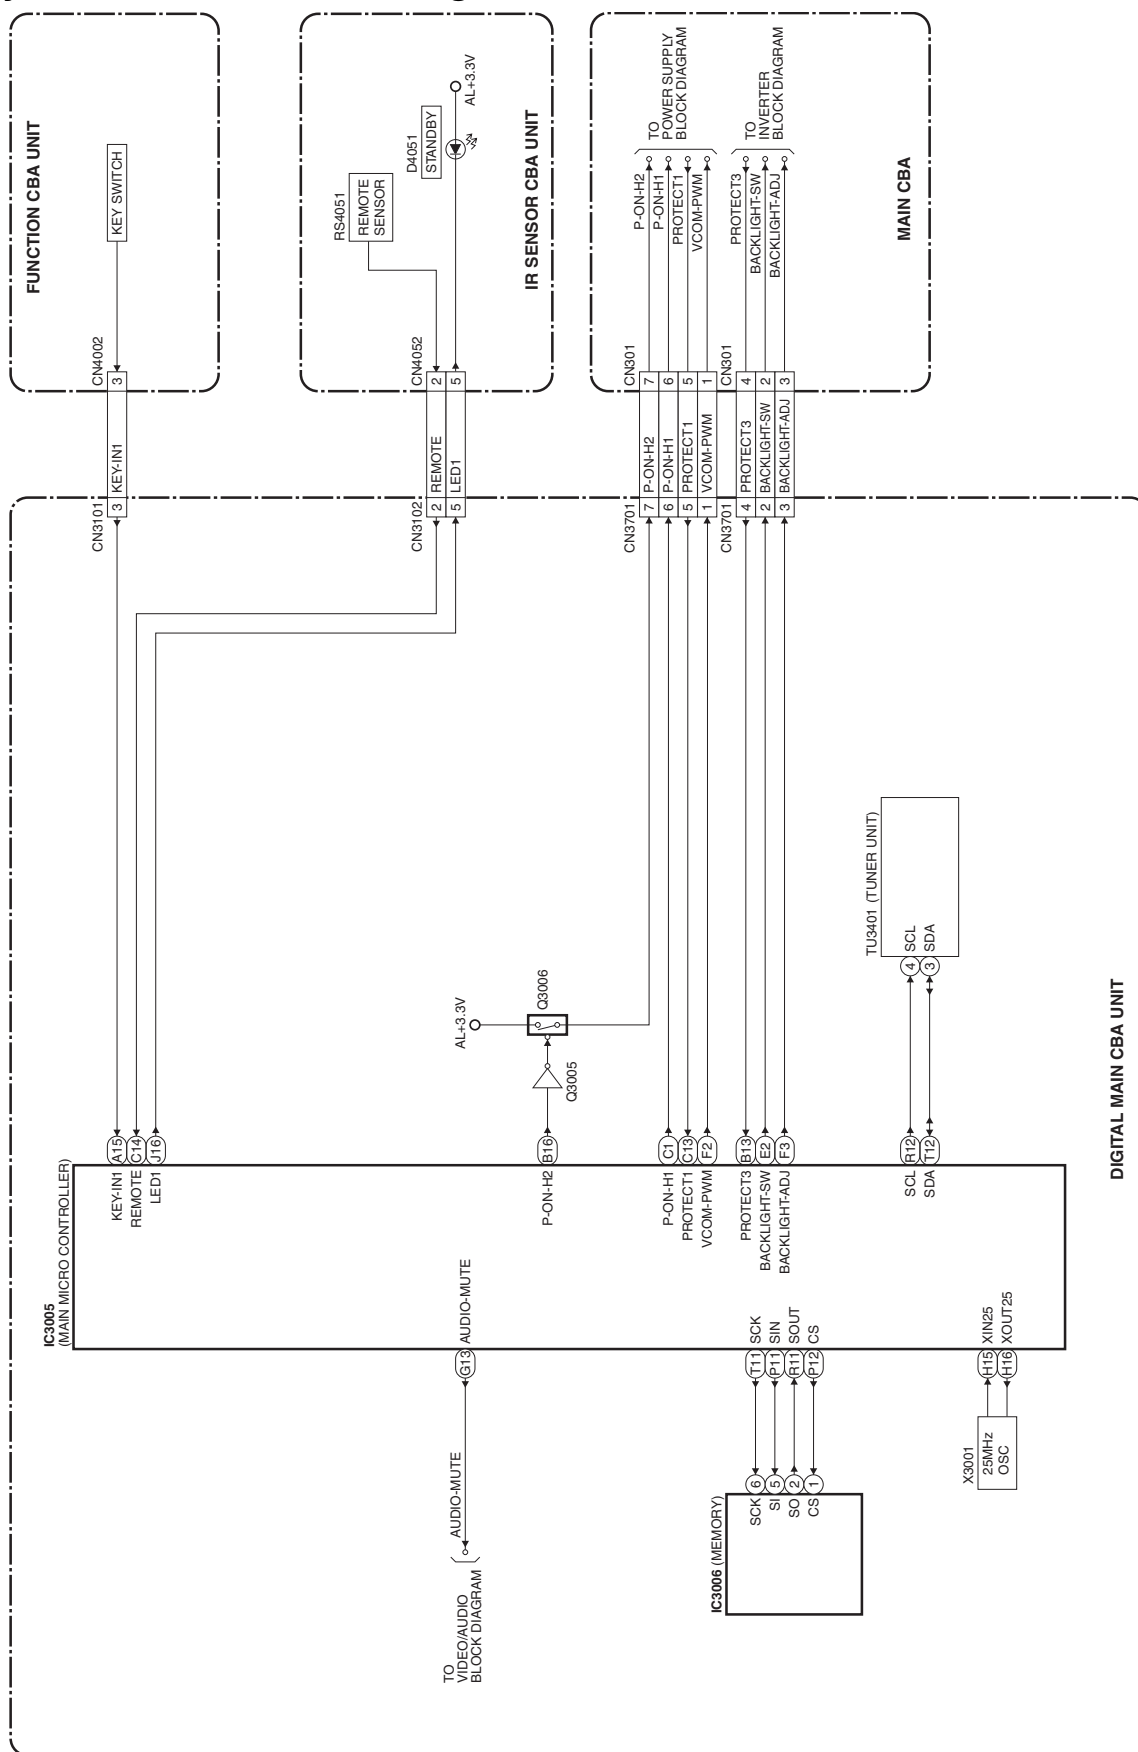 FUNCTION CBA UNIT
KEY SWITCH
CN4002
3
KEY-IN1
CN3101
3
IR SENSOR CBA UNIT
RS4051
REMOTE
SENSOR
D4051
STANDBY
AL+3.3V
CN4052
2
5
REMOTE
LED1
CN3102
2
5
MAIN CBA
TO
POWER SUPPLY
BLOCK DIAGRAM
P-ON-H2
P-ON-H1
PROTECT1
VCOM-PWM
TO
INVERTER
BLOCK DIAGRAM
PROTECT3
BACKLIGHT-SW
BACKLIGHT-ADJ
CN301
7
6
5
1
CN301
4
2
3
P-ON-H2
P-ON-H1
PROTECT1
VCOM-PWM
PROTECT3
BACKLIGHT-SW
BACKLIGHT-ADJ
CN3701
7
6
5
1
CN3701
4
2
3
DIGITAL MAIN CBA UNIT
TU3401 (TUNER UNIT)
SCL
SDA
4
3
AL+3.3V
Q3006
Q3005
IC3005
(MAIN MICRO CONTROLLER)
A15
C14
J16
B16
C1
C13
F2
B13
E2
F3
R12
T12
KEY-IN1
REMOTE
LED1
P-ON-H2
P-ON-H1
PROTECT1
VCOM-PWM
PROTECT3
BACKLIGHT-SW
BACKLIGHT-ADJ
SCL
SDA
AUDIO-MUTE
SCK
SIN
SOUT
CS
XIN25
XOUT25
G13
T11
P11
R11
P12
H15
H16
AUDIO-MUTE
TO
VIDEO/AUDIO
BLOCK DIAGRAM
6
5
2
1
SCK
SI
SO
CS
IC3006 (MEMORY)
X3001
25MHz
OSC